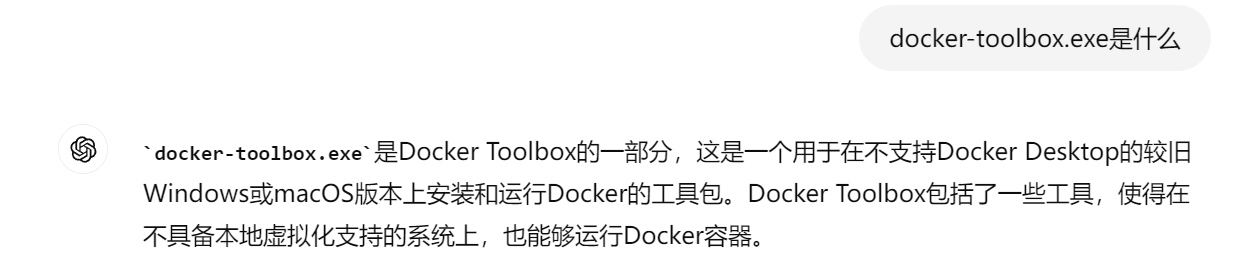 docker-toolbox.exe是什么
`docker-toolbox.exe`是Docker Toolbox的一部分，这是一个用于在不支持Docker Desktop的较旧
Windows或macOS版本上安装和运行Docker的工具包。Docker Toolbox包括了一些工具，使得在
不具备本地虚拟化支持的系统上，也能够运行Docker容器。